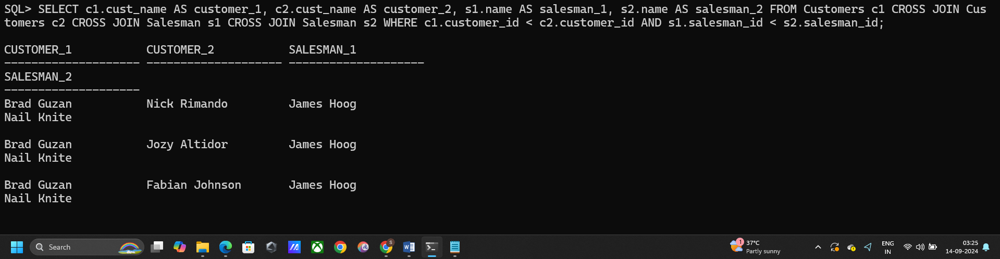 SQL> SELECT c1.cust_name AS customer_1, c2.cust_name AS customer_2, s1.name AS salesman_1, s2.name AS salesman_2 FROM Customers c1 CROSS JOIN Cus
tomers c2 CROSS JOIN Salesman s1 CROSS JOIN Salesman s2 WHERE c1.customer_id < c2.customer_id AND s1.salesman_id < s2.salesman_id;
CUSTOMER_1 CUSTOMER_2 SALESMAN_1
-------------------- -------------------- --------------------
SALESMAN_2
--------------------
Brad Guzan Nick Rimando James Hoog
Nail Knite
Brad Guzan Jozy Altidor James Hoog
Nail Knite
Brad Guzan Fabian Johnson James Hoog
Nail Knite
Search
S
W
1
37°C
Partly sunny
ENG
IN
03:25
14-09-2024